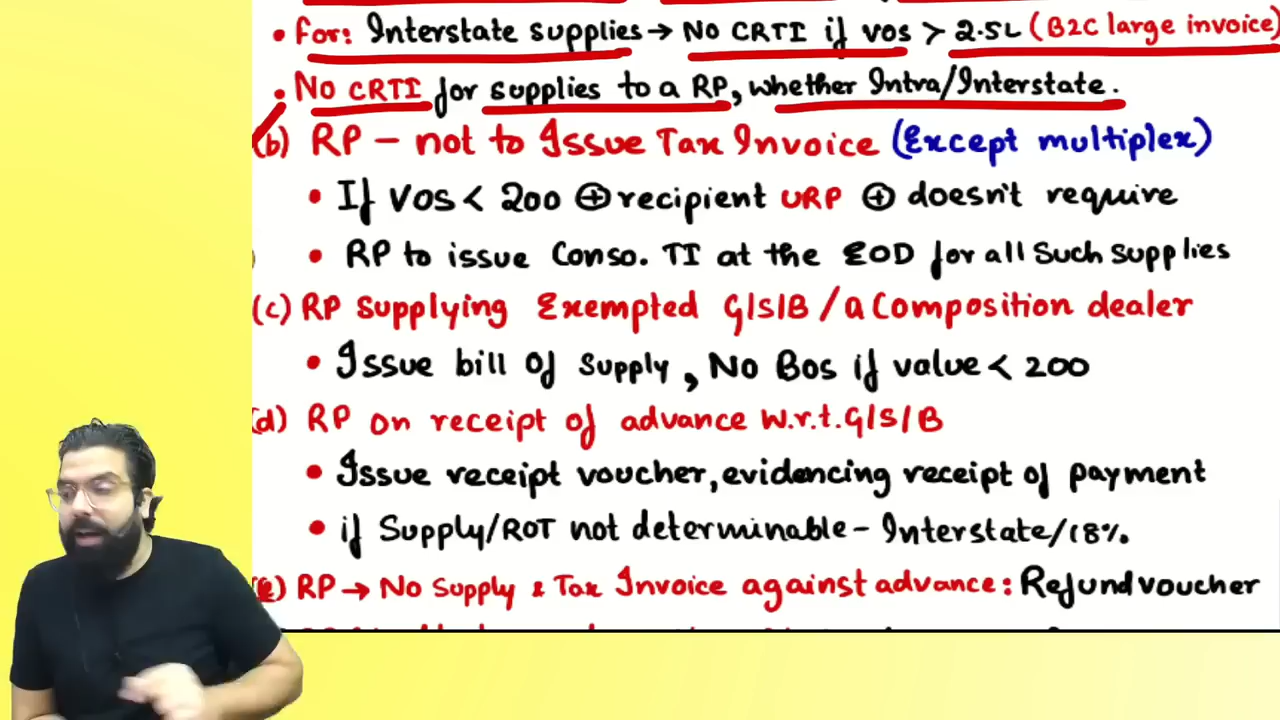 • For: Interstate supplies → No CRTI if vos > 2.5L (B2C large invoice)
• No CRTI for supplies to a RP, whether Intra/Interstate.
(b) RP – not to Issue Tax Invoice (Except multiplex)
• If VOS < 200 ⊕ recipient URP ⊕ doesn't require
• RP to issue Conso. TI at the EOD for all Such supplies
(c) RP Supplying Exempted G/S/B / a Composition dealer
• Issue bill of Supply, No Bos if value < 200
(d) RP on receipt of advance W.r.t. G/S/B
• Issue receipt voucher, evidencing receipt of payment
• if Supply/ROT not determinable – Interstate/18%.
(e) RP → No Supply & Tax Invoice against advance: Refund voucher